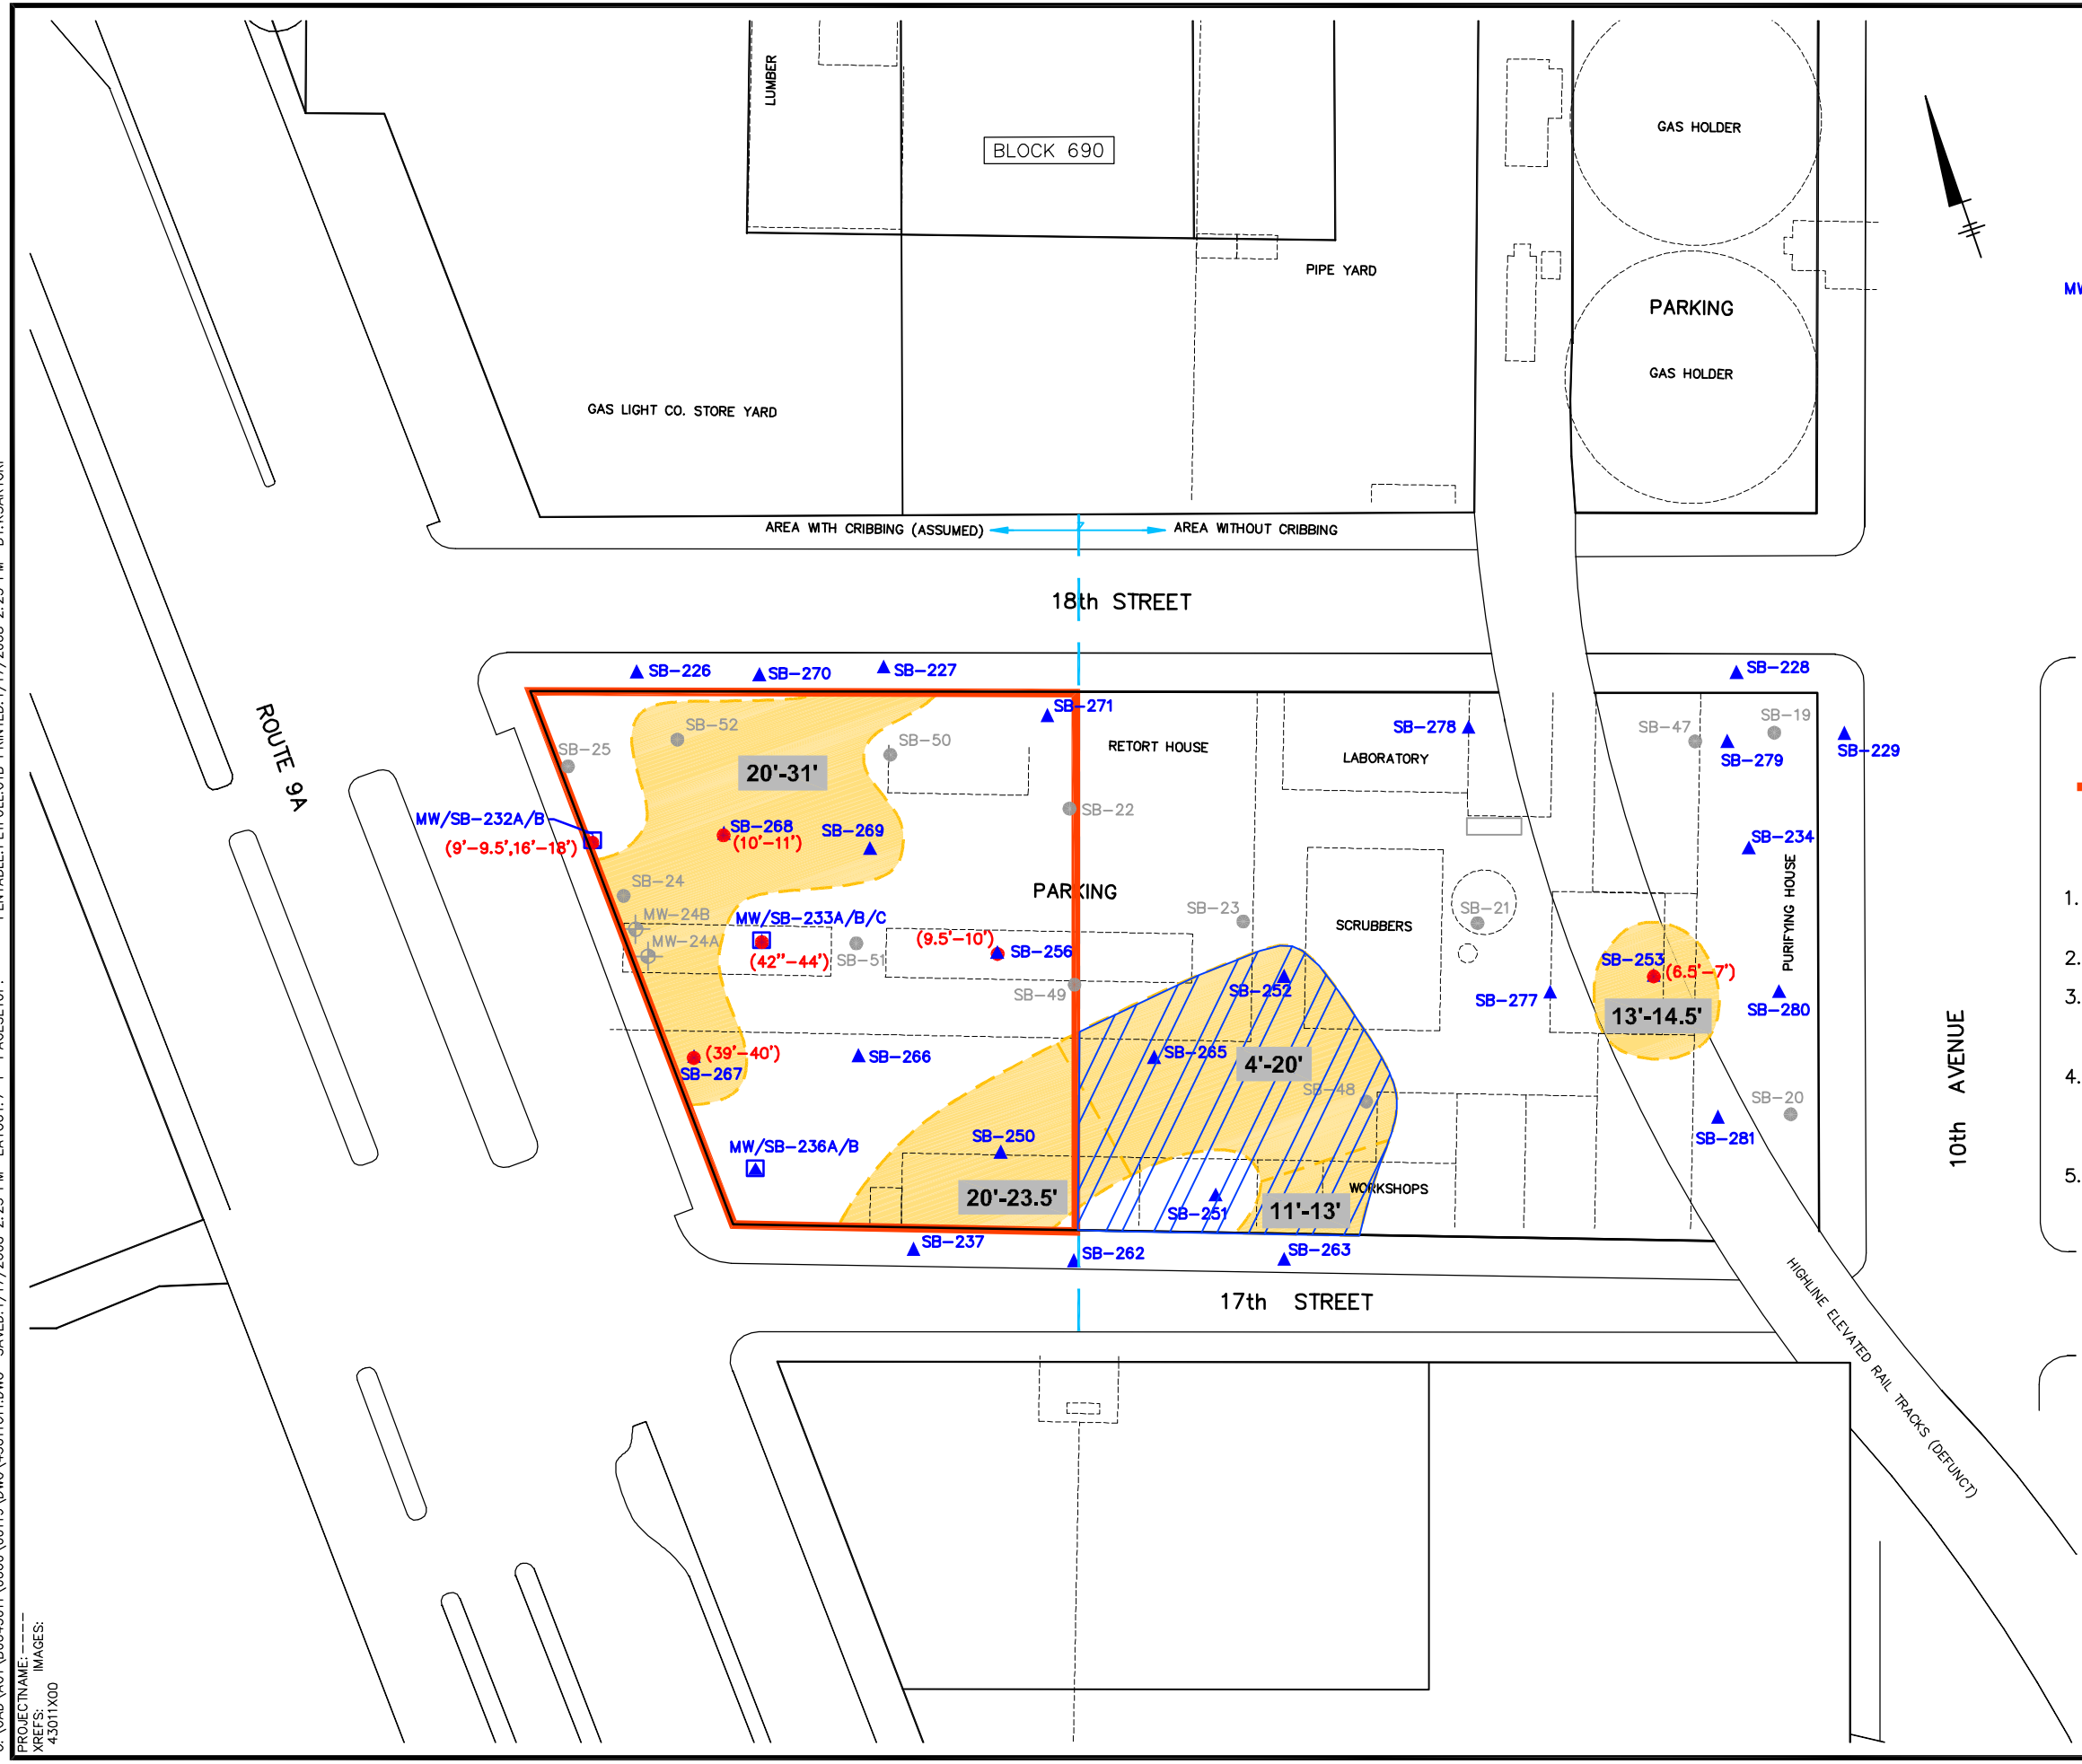 LUMBER
BLOCK 690
GAS HOLDER
PIPE YARD
MW
PARKING
GAS HOLDER
GAS LIGHT CO. STORE YARD
AREA WITH CRIBBING (ASSUMED)
AREA WITHOUT CRIBBING
18th STREET
SB-226
SB-270
SB-227
SB-228
SB-271
SB-52
SB-25
SB-50
RETORT HOUSE
SB-278
LABORATORY
SB-47
SB-19
SB-279
SB-229
ROUTE 9A
20'-31'
SB-22
MW/SB-232A/B
(9'-9.5',16'-18')
SB-268
(10'-11')
SB-269
SB-234
PURIFYING HOUSE
SB-24
PARKING
1.
MW-24B
MW/SB-233A/B/C
SB-23
SCRUBBERS
SB-21
MW-24A
(42"-44')
SB-51
(9.5'-10')
SB-256
2.
SB-49
SB-252
SB-277
SB-253
(6.5'-7')
SB-280
3.
13'-14.5'
(39'-40')
SB-267
SB-266
SB-265
4'-20'
SB-48
4.
SB-20
10th AVENUE
MW/SB-236A/B
SB-250
SB-281
20'-23.5'
SB-251
11'-13'
WORKSHOPS
5.
SB-237
SB-262
SB-263
17th STREET
HIGHLINE ELEVATED RAIL TRACKS (DEFUNCT)
PROJECTNAME: ----
XREFS: IMAGES:
43011X00